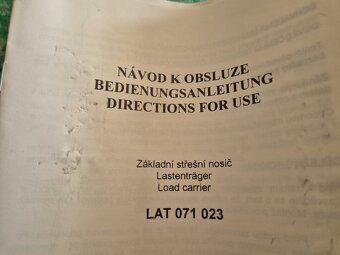 NÁVOD K OBSLUZE
BEDIENUNGSANLEITUNG
DIRECTIONS FOR USE
Základní střešní nosič
Lastenträger
Load carrier
LAT 071 023